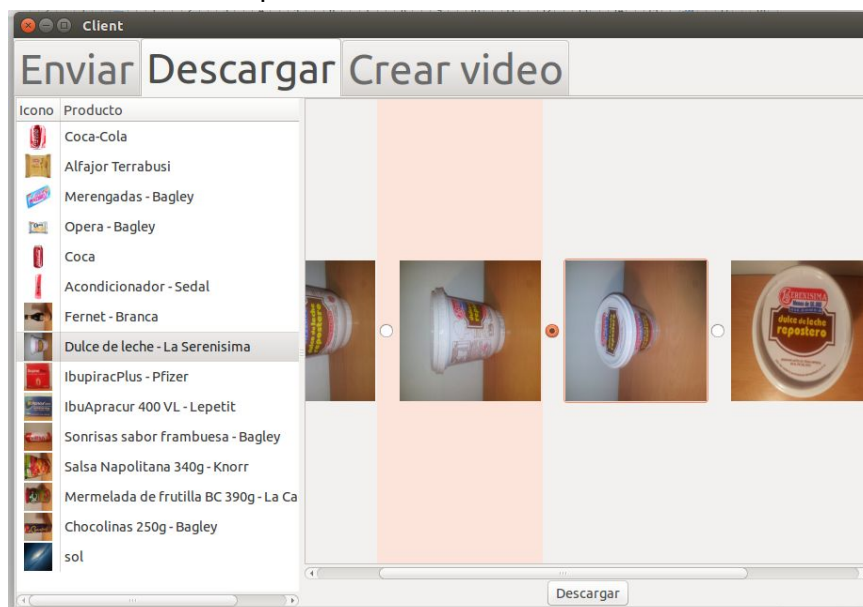 Client
Enviar Descargar Crear video
Icono Producto
Coca-Cola
Alfajor Terrabusi
Merengadas - Bagley
Opera - Bagley
Coca
Acondicionador - Sedal
Fernet - Branca
Dulce de leche - La Serenisima
IbupiracPlus - Pfizer
IbuApracur 400 VL - Lepetit
Sonrisas sabor frambuesa - Bagley
Salsa Napolitana 340g - Knorr
Mermelada de frutilla BC 390g - La Ca
Chocolinas 250g - Bagley
sol
SERENISIMA
dulce de leche
repostero
Descargar